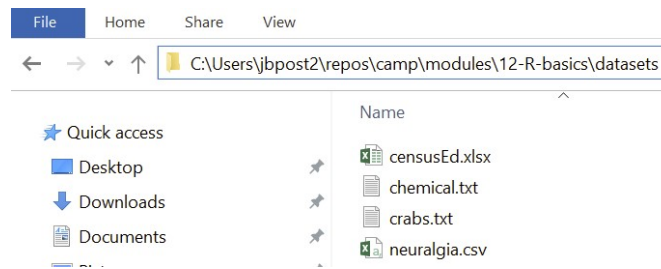 File Home Share View
C:\Users\jbpost2\repos\camp\modules\12-R-basics\datasets
Name
Quick access
Desktop
Downloads
Documents
censusEd.xlsx
chemical.txt
crabs.txt
neuralgia.csv